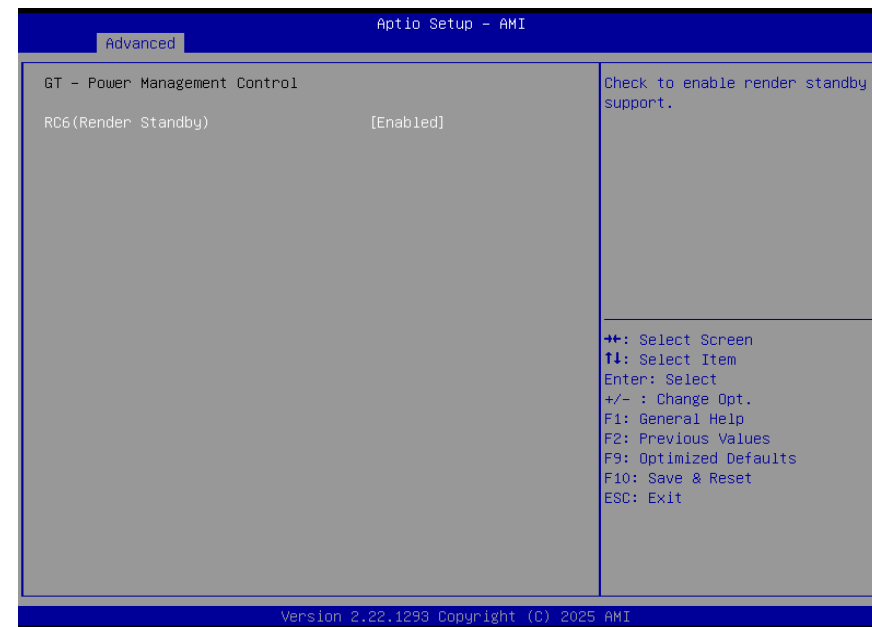 Aptio Setup – AMI
Advanced
GT – Power Management Control
RC6(Render Standby) [Enabled]
Check to enable render standby
support.
→←: Select Screen
↑↓: Select Item
Enter: Select
+/- : Change Opt.
F1: General Help
F2: Previous Values
F9: Optimized Defaults
F10: Save & Reset
ESC: Exit
Version 2.22.1293 Copyright (C) 2025 AMI